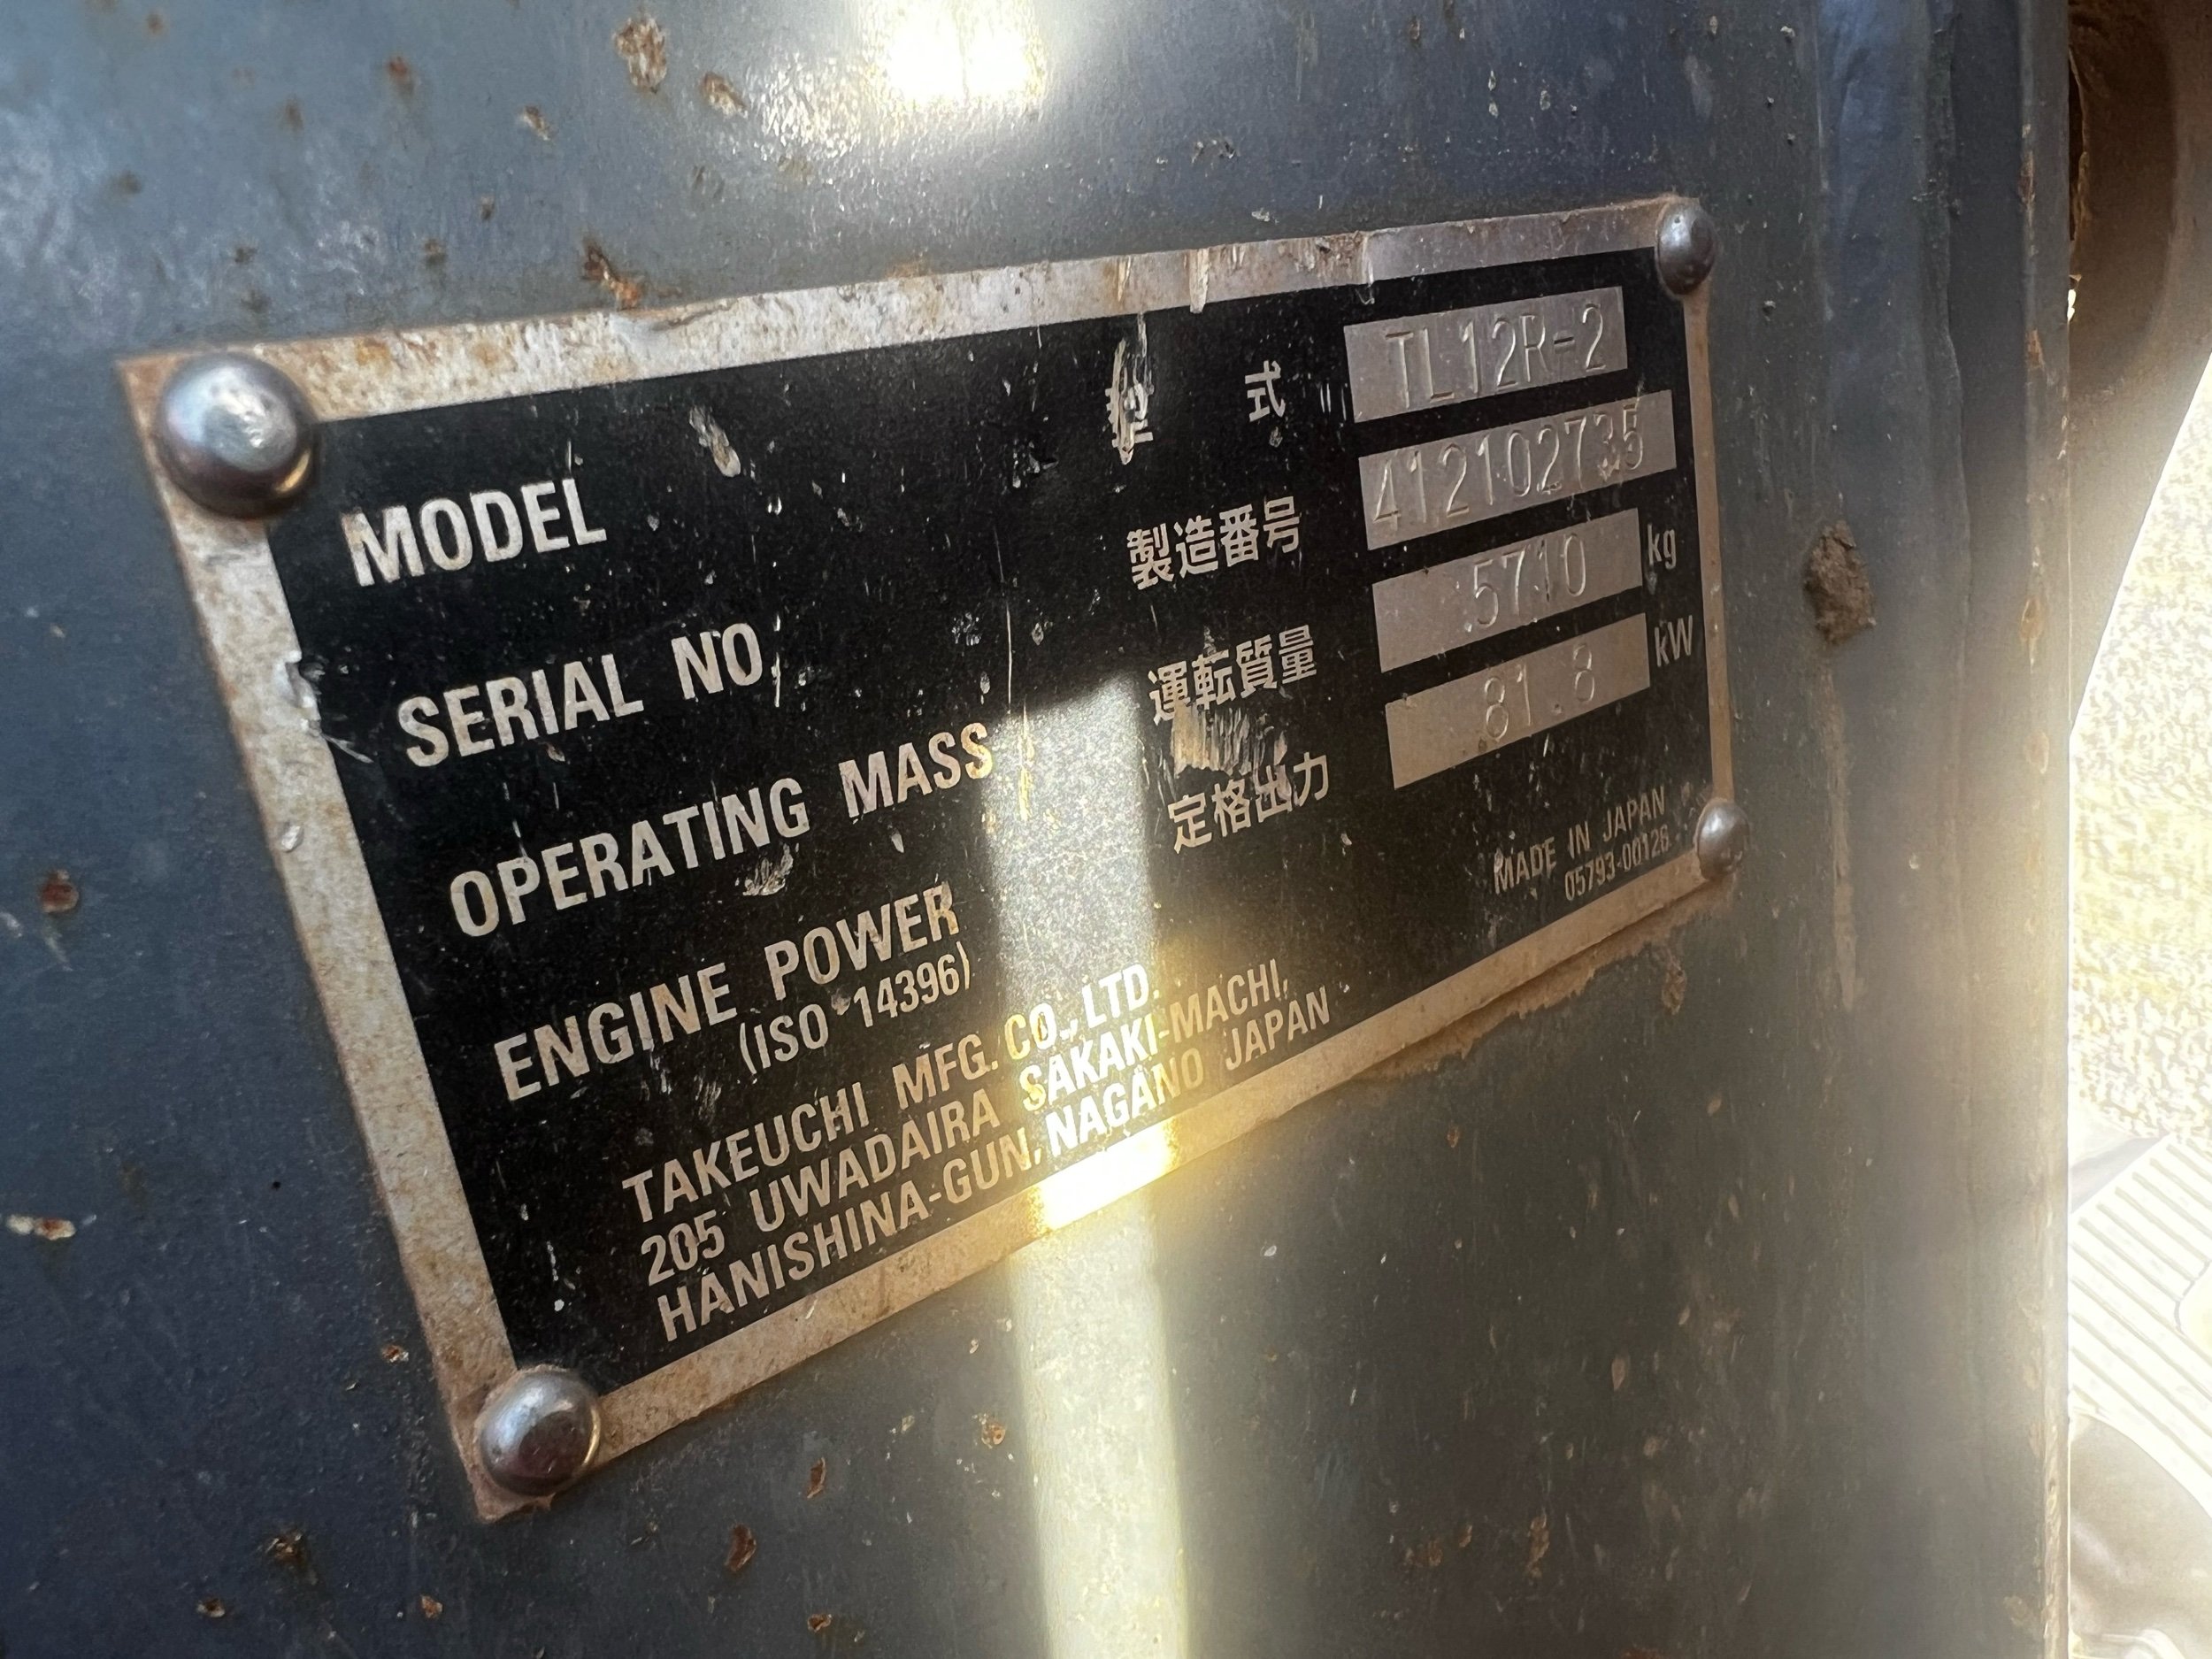 MODEL 型式 TL12R-2
SERIAL NO 製造番号 412102735
OPERATING MASS 運転質量 5710 kg
ENGINE POWER 定格出力 81.8 kW
(ISO 14396)
MADE IN JAPAN
05793-00126
TAKEUCHI MFG. CO., LTD.
205 UWADAIRA SAKAKI-MACHI,
HANISHINA-GUN, NAGANO JAPAN